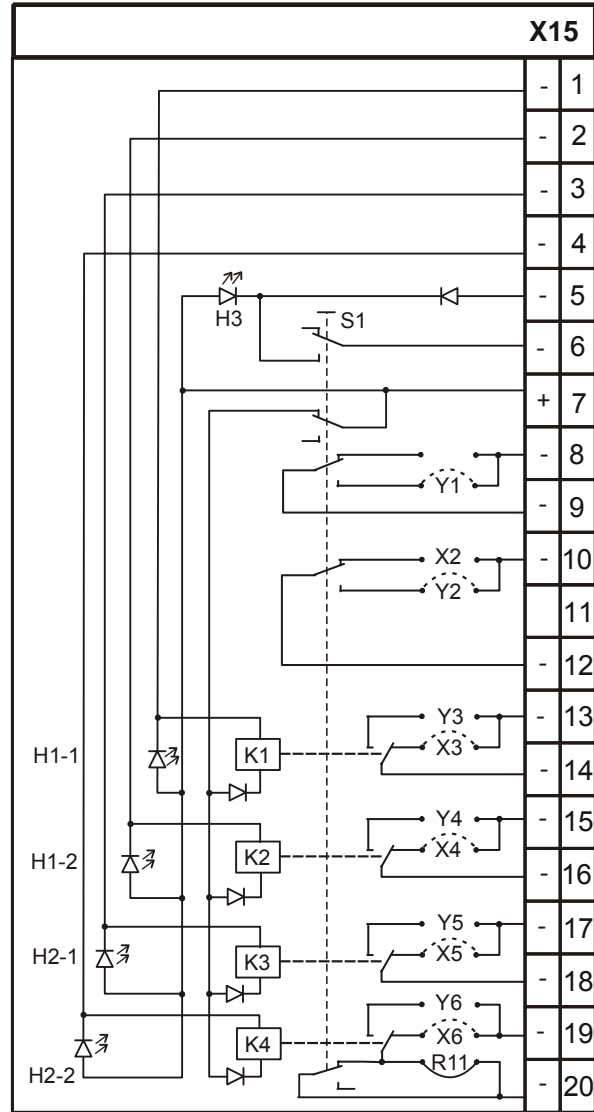 X15
- 1
- 2
- 3
- 4
- 5
H3
S1
- 6
+ 7
- 8
Y1
- 9
X2
- 10
Y2
11
- 12
Y3
- 13
H1-1
K1
X3
- 14
Y4
- 15
H1-2
K2
X4
- 16
Y5
- 17
H2-1
K3
X5
- 18
Y6
- 19
K4
X6
R11
H2-2
- 20